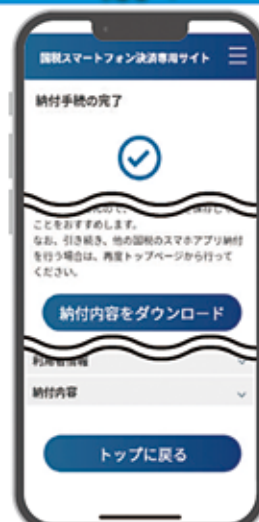 国税スマートフォン決済専用サイト
納付手続の完了
ことをおすすめします。
なお、引き続き、他の国税のスマホアプリ納付
を行う場合は、再度トップページから行って
ください。
納付内容をダウンロード
利用者情報
納付内容
トップに戻る